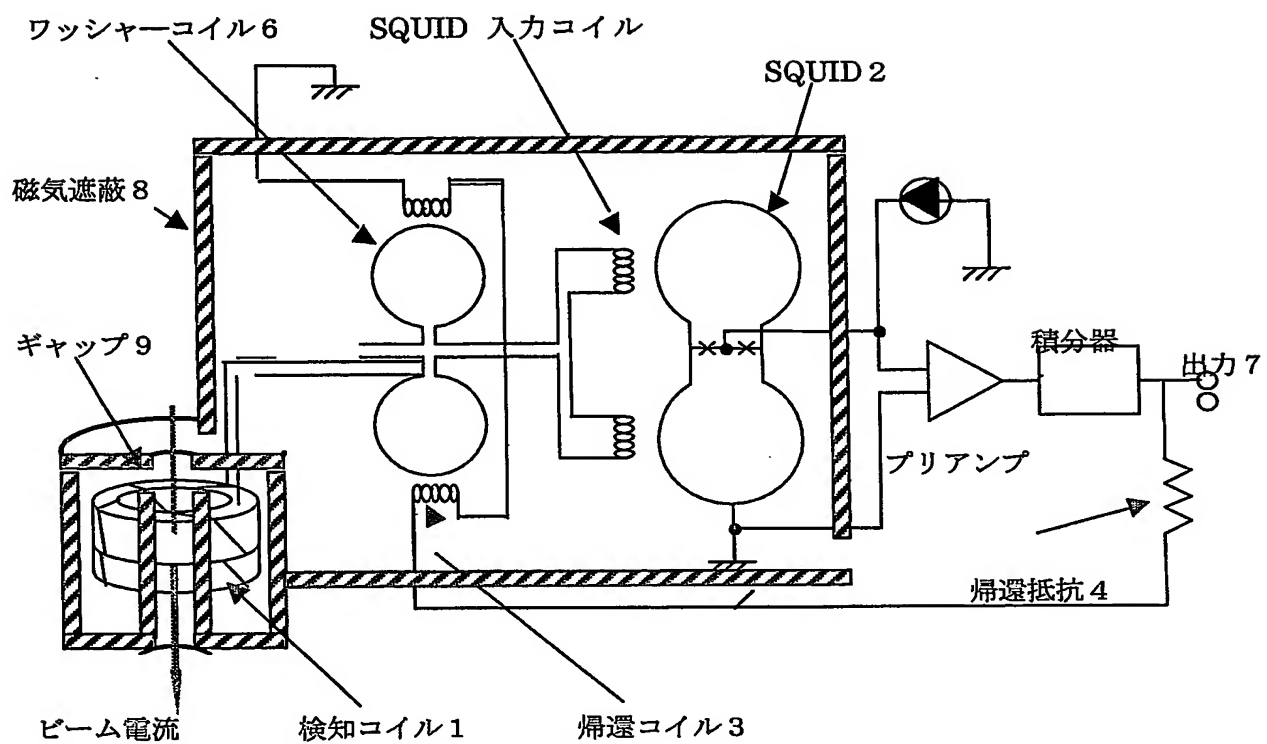 ワッシャーコイル6
SQUID 入力コイル
SQUID2
磁気遮蔽8
ギャップ9
積分器
出力7
プリアンプ
帰還抵抗4
ビーム電流
検知コイル1
帰還コイル3